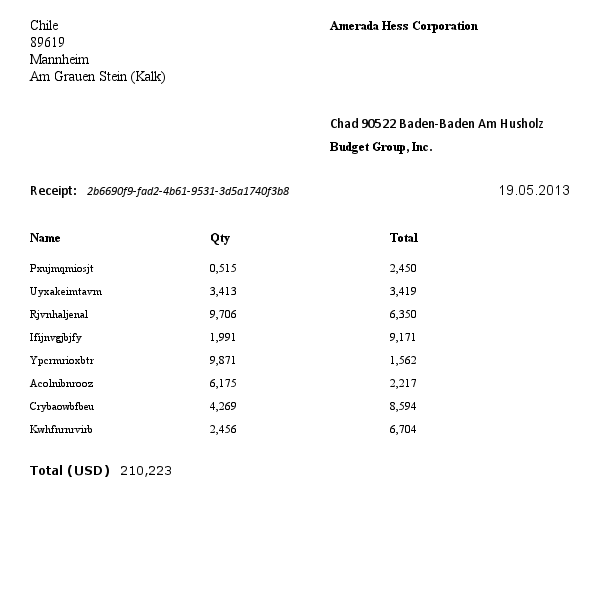 Chile
89619
Mannheim
Am Grauen Stein (Kalk)
Amerada Hess Corporation
Chad 90522 Baden-Baden Am Husholz
Budget Group, Inc.
Receipt: 2b6690f9-fad2-4b61-9531-3d5a1740f3b8 19.05.2013
Name Qty Total
Pxujmqmiosjt 0,515 2,450
Uyxakeimtavm 3,413 3,419
Rjvnhaljenal 9,706 6,350
Ifijnvgjbjfy 1,991 9,171
Ypcrmrioxbtr 9,871 1,562
Acolnibnrooz 6,175 2,217
Crybaowbfbeu 4,269 8,594
Kwhfnrnrvirb 2,456 6,704
Total (USD) 210,223